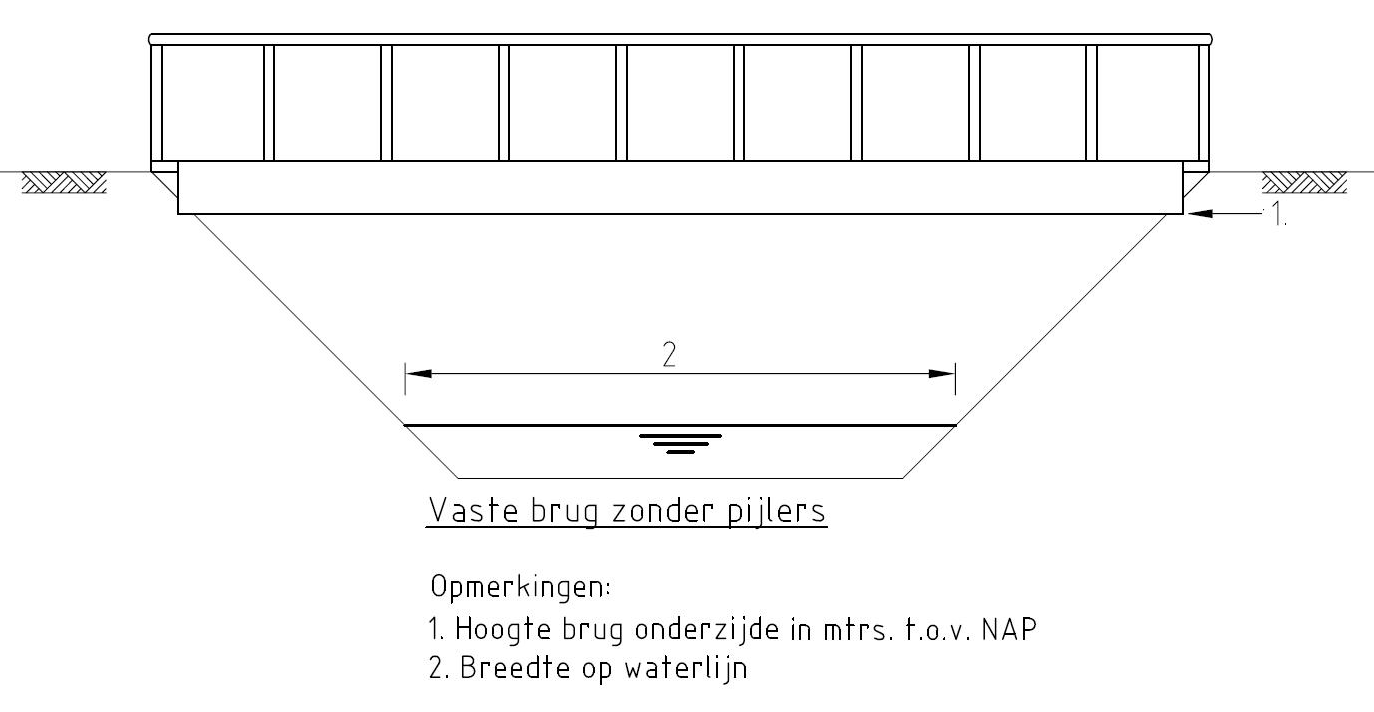 1.
2
Vaste brug zonder pijlers
Opmerkingen:
1. Hoogte brug onderzijde in mtrs. t.o.v. NAP
2. Breedte op waterlijn